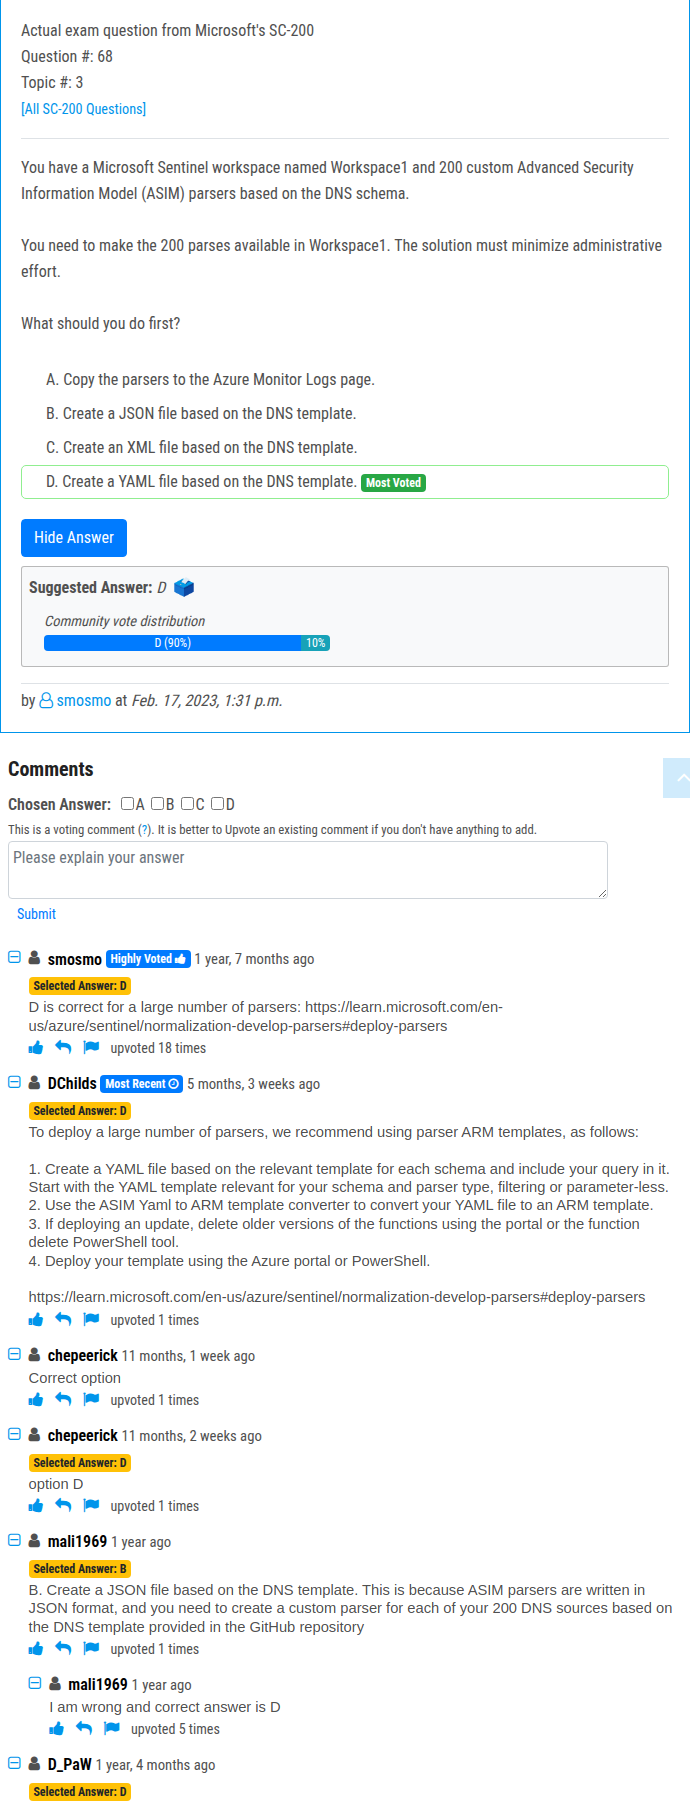 Actual exam question from Microsoft's SC-200
Question #: 68
Topic #: 3
[All SC-200 Questions]
You have a Microsoft Sentinel workspace named Workspace1 and 200 custom Advanced Security
Information Model (ASIM) parsers based on the DNS schema.
You need to make the 200 parses available in Workspace1. The solution must minimize administrative
effort.
What should you do first?
A. Copy the parsers to the Azure Monitor Logs page.
B. Create a JSON file based on the DNS template.
C. Create an XML file based on the DNS template.
D. Create a YAML file based on the DNS template. Most Voted
Hide Answer
Suggested Answer: D
Community vote distribution
D (90%) 10%
by smosmo at Feb. 17, 2023, 1:31 p.m.
Comments
Chosen Answer: A B C D
This is a voting comment (?). It is better to Upvote an existing comment if you don't have anything to add.
Please explain your answer
Submit
smosmo Highly Voted 1 year, 7 months ago
Selected Answer: D
D is correct for a large number of parsers: https://learn.microsoft.com/en-
us/azure/sentinel/normalization-develop-parsers#deploy-parsers
upvoted 18 times
DChilds Most Recent 5 months, 3 weeks ago
Selected Answer: D
To deploy a large number of parsers, we recommend using parser ARM templates, as follows:
1. Create a YAML file based on the relevant template for each schema and include your query in it.
Start with the YAML template relevant for your schema and parser type, filtering or parameter-less.
2. Use the ASIM Yaml to ARM template converter to convert your YAML file to an ARM template.
3. If deploying an update, delete older versions of the functions using the portal or the function
delete PowerShell tool.
4. Deploy your template using the Azure portal or PowerShell.
https://learn.microsoft.com/en-us/azure/sentinel/normalization-develop-parsers#deploy-parsers
upvoted 1 times
chepeerick 11 months, 1 week ago
Correct option
upvoted 1 times
chepeerick 11 months, 2 weeks ago
Selected Answer: D
option D
upvoted 1 times
mali1969 1 year ago
Selected Answer: B
B. Create a JSON file based on the DNS template. This is because ASIM parsers are written in
JSON format, and you need to create a custom parser for each of your 200 DNS sources based on
the DNS template provided in the GitHub repository
upvoted 1 times
mali1969 1 year ago
I am wrong and correct answer is D
upvoted 5 times
D_PaW 1 year, 4 months ago
Selected Answer: D